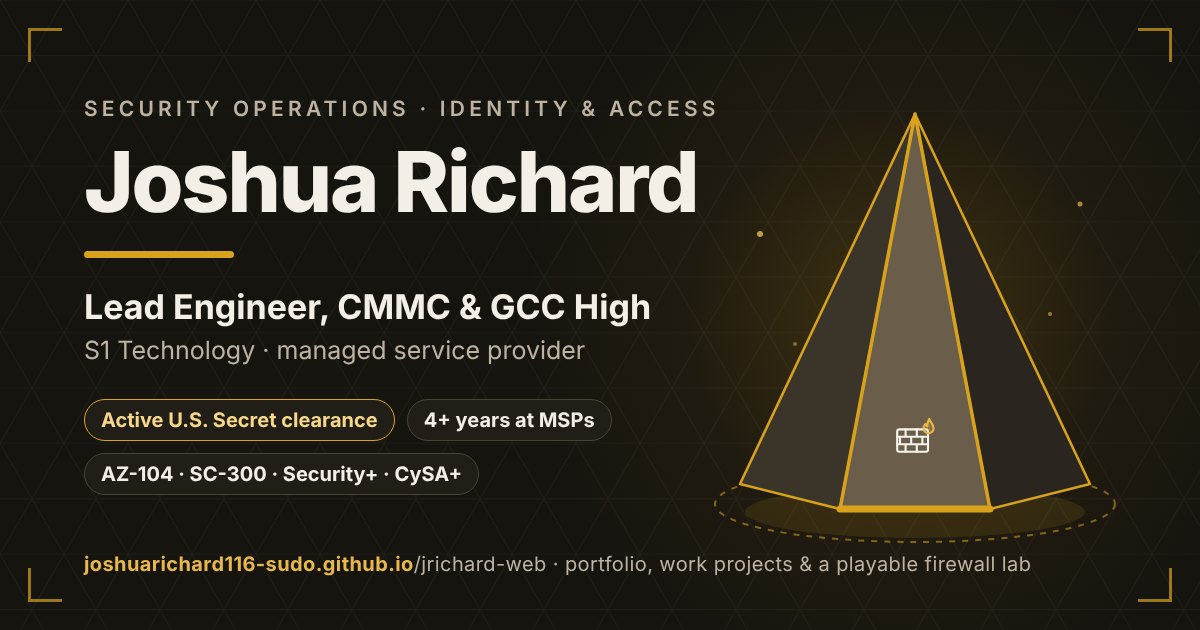 SECURITY OPERATIONS · IDENTITY & ACCESS
Joshua Richard
Lead Engineer, CMMC & GCC High
S1 Technology · managed service provider
Active U.S. Secret clearance
4+ years at MSPs
AZ-104 · SC-300 · Security+ · CySA+
joshuarichard116-sudo.github.io/jrichard-web · portfolio, work projects & a playable firewall lab